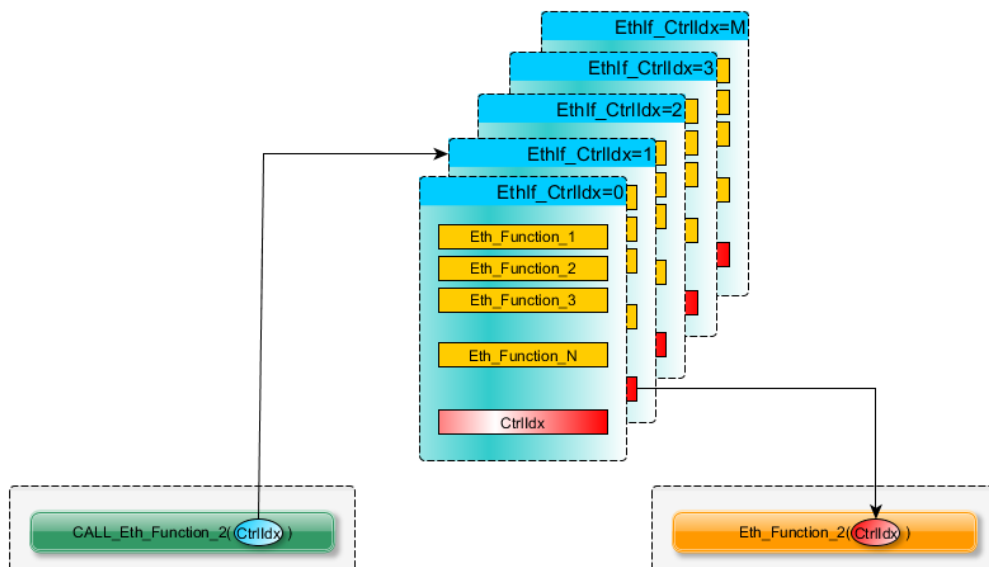 EthIf_CtrlIdx=M
EthIf_CtrlIdx=3
EthIf_CtrlIdx=2
EthIf_CtrlIdx=1
EthIf_CtrlIdx=0
Eth_Function_1
Eth_Function_2
Eth_Function_3
Eth_Function_N
CtrlIdx
CALL_Eth_Function_2(CtrlIdx)
Eth_Function_2(CtrlIdx)